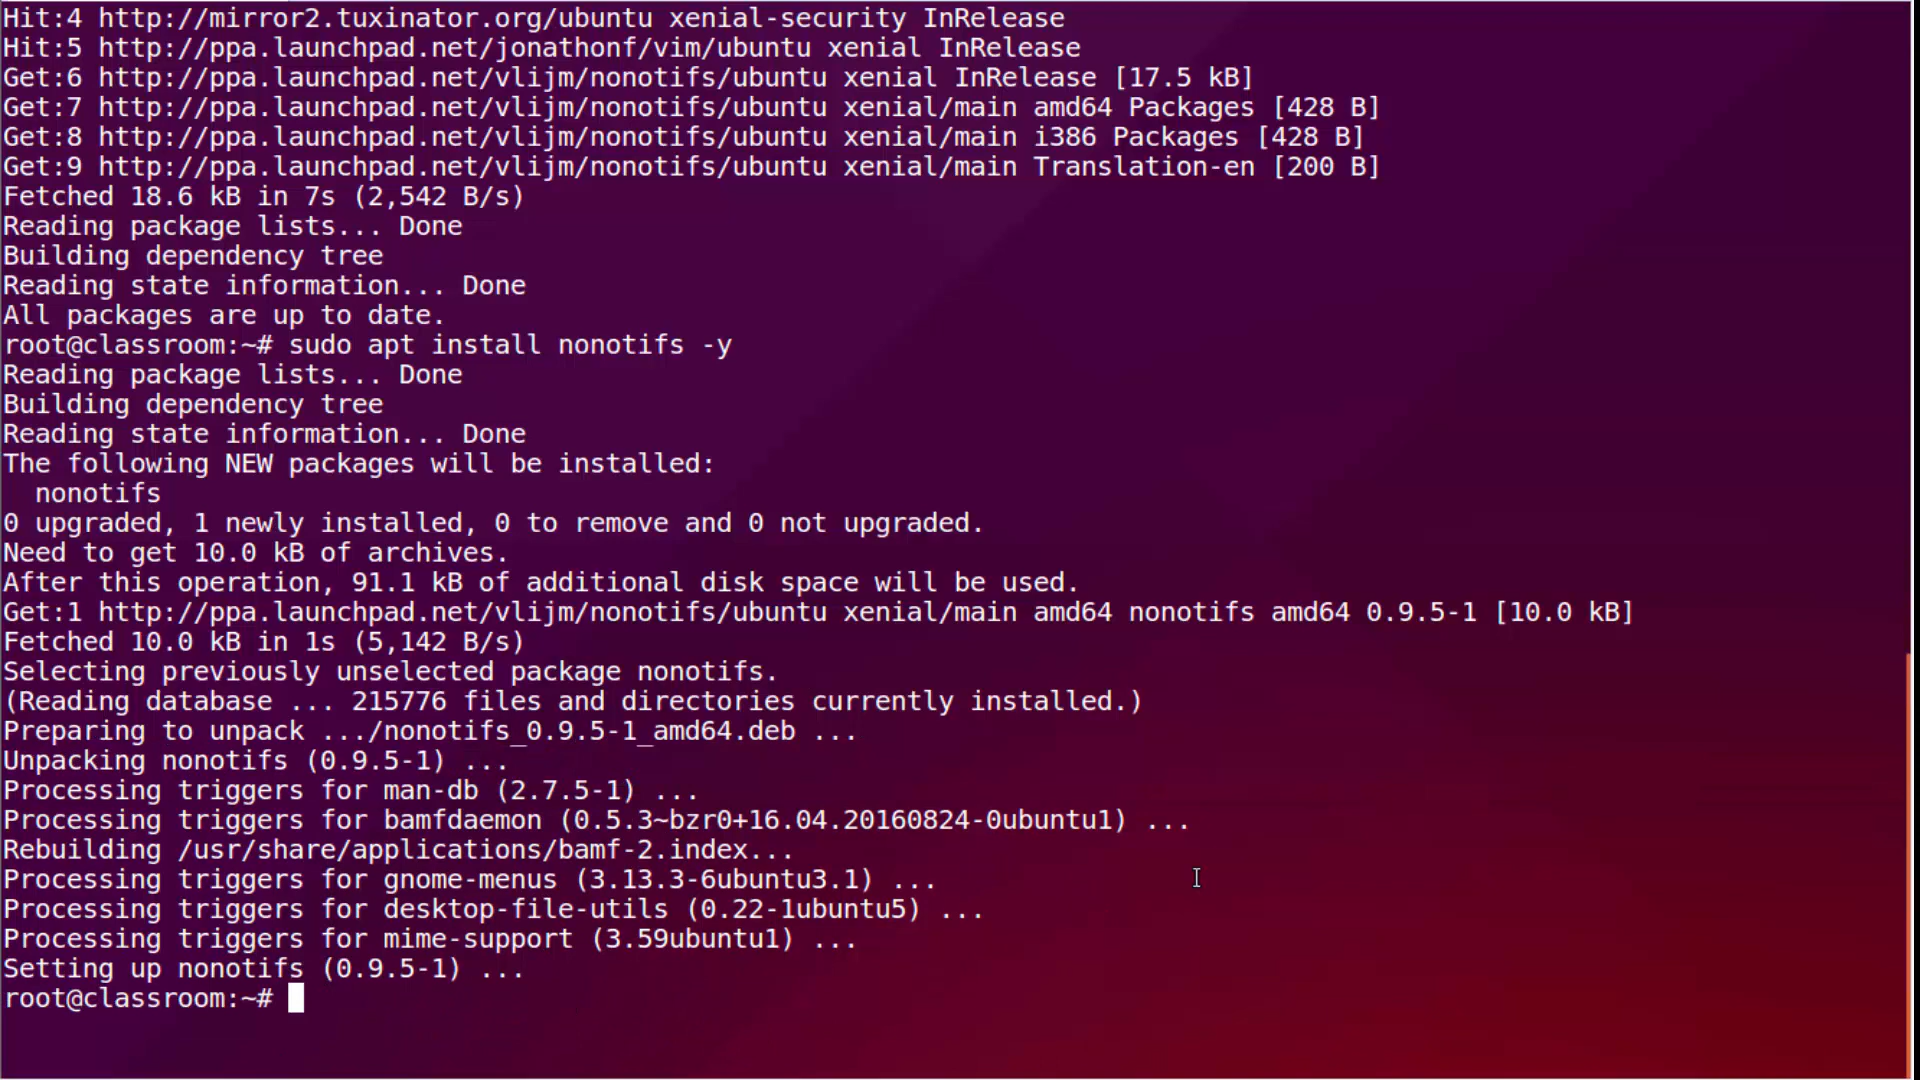 Hit:4 http://mirror2.tuxinator.org/ubuntu xenial-security InRelease
Hit:5 http://ppa.launchpad.net/jonathonf/vim/ubuntu xenial InRelease
Get:6 http://ppa.launchpad.net/vlijm/nonotifs/ubuntu xenial InRelease [17.5 kB]
Get:7 http://ppa.launchpad.net/vlijm/nonotifs/ubuntu xenial/main amd64 Packages [428 B]
Get:8 http://ppa.launchpad.net/vlijm/nonotifs/ubuntu xenial/main i386 Packages [428 B]
Get:9 http://ppa.launchpad.net/vlijm/nonotifs/ubuntu xenial/main Translation-en [200 B]
Fetched 18.6 kB in 7s (2,542 B/s)
Reading package lists... Done
Building dependency tree
Reading state information... Done
All packages are up to date.
root@classroom:~# sudo apt install nonotifs -y
Reading package lists... Done
Building dependency tree
Reading state information... Done
The following NEW packages will be installed:
  nonotifs
0 upgraded, 1 newly installed, 0 to remove and 0 not upgraded.
Need to get 10.0 kB of archives.
After this operation, 91.1 kB of additional disk space will be used.
Get:1 http://ppa.launchpad.net/vlijm/nonotifs/ubuntu xenial/main amd64 nonotifs amd64 0.9.5-1 [10.0 kB]
Fetched 10.0 kB in 1s (5,142 B/s)
Selecting previously unselected package nonotifs.
(Reading database ... 215776 files and directories currently installed.)
Preparing to unpack .../nonotifs_0.9.5-1_amd64.deb ...
Unpacking nonotifs (0.9.5-1) ...
Processing triggers for man-db (2.7.5-1) ...
Processing triggers for bamfdaemon (0.5.3~bzr0+16.04.20160824-0ubuntu1) ...
Rebuilding /usr/share/applications/bamf-2.index...
Processing triggers for gnome-menus (3.13.3-6ubuntu3.1) ...
Processing triggers for desktop-file-utils (0.22-1ubuntu5) ...
Processing triggers for mime-support (3.59ubuntu1) ...
Setting up nonotifs (0.9.5-1) ...
root@classroom:~#